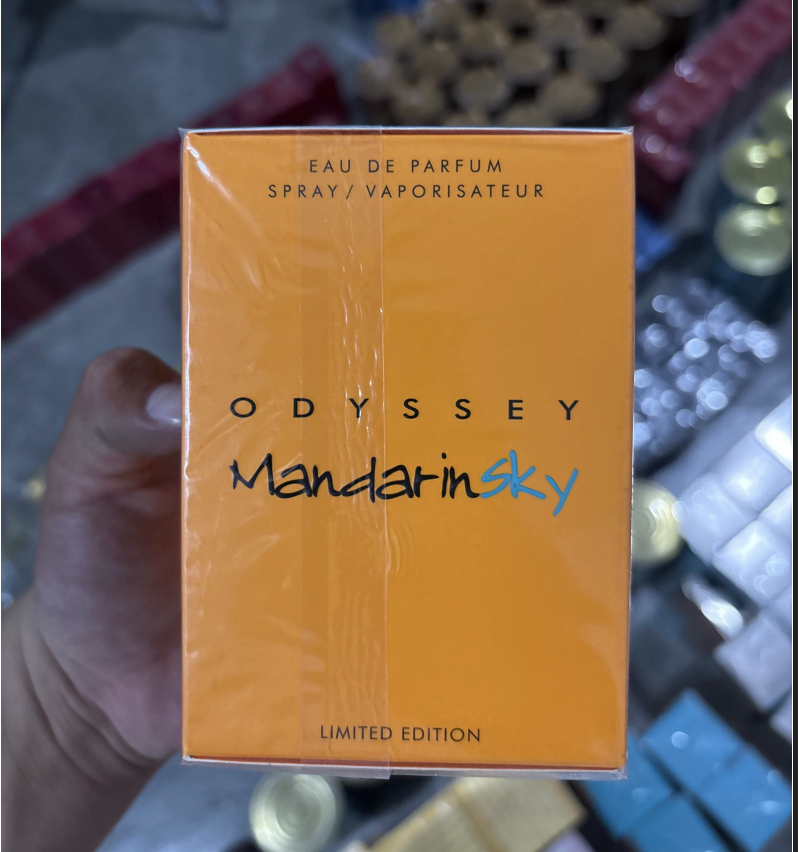 EAU DE PARFUM
SPRAY/ VAPORISATEUR
ODYSSEY
MandarinSky
LIMITED EDITION